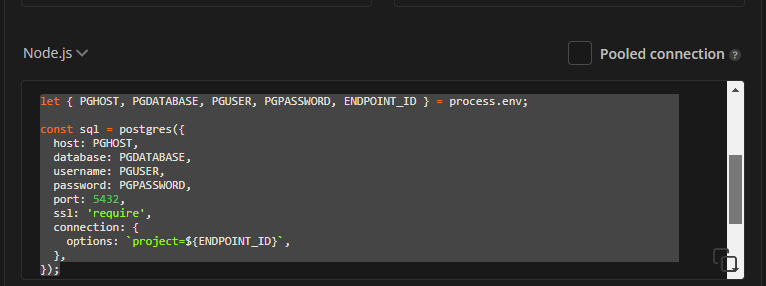 Node.js
Pooled connection ?
let { PGHOST, PGDATABASE, PGUSER, PGPASSWORD, ENDPOINT_ID } = process.env;
const sql = postgres({
  host: PGHOST,
  database: PGDATABASE,
  username: PGUSER,
  password: PGPASSWORD,
  port: 5432,
  ssl: 'require',
  connection: {
    options: `project=${ENDPOINT_ID}`,
  },
});